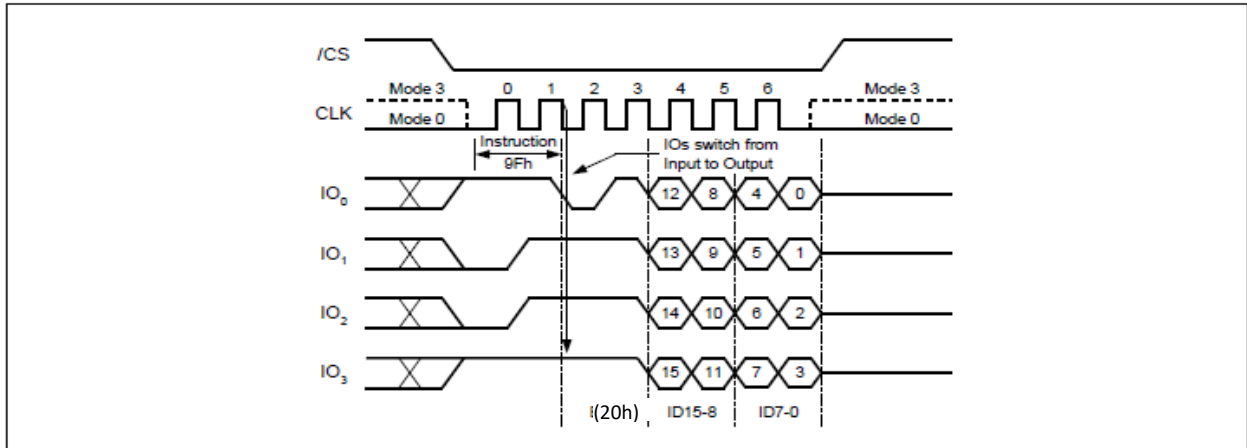 /CS
Mode 3 0 1 2 3 4 5 6 Mode 3
CLK
Mode 0 Mode 0
Instruction IOs switch from
9Fh Input to Output
IO0 12 8 4 0
IO1 13 9 5 1
IO2 14 10 6 2
IO3 15 11 7 3
(20h) ID15-8 ID7-0